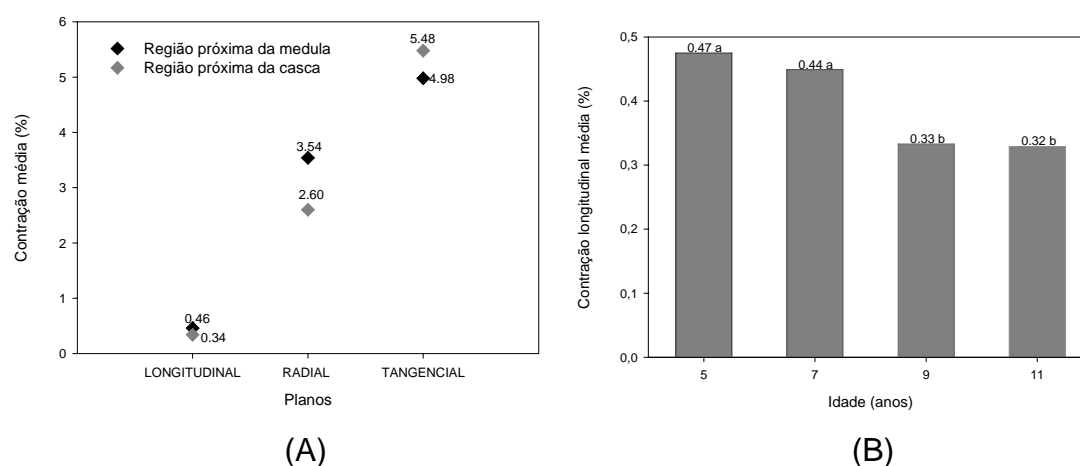 6
5
4
3
2
1
0
Contração média (%)
Região próxima da medula
Região próxima da casca
5.48
4.98
3.54
2.60
0.46
0.34
LONGITUDINAL RADIAL TANGENCIAL
Planos
(A)
0,5
0,4
0,3
0,2
0,1
0,0
Contração longitudinal média (%)
0.47 a
0.44 a
0.33 b
0.32 b
5 7 9 11
Idade (anos)
(B)